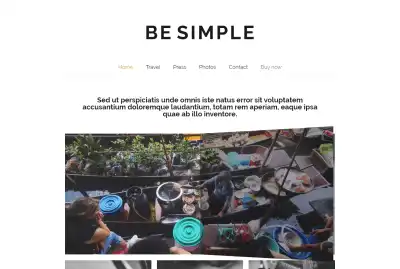 BE SIMPLE
Home Travel Press Photos Contact Buy now
Sed ut perspiciatis unde omnis iste natus error sit voluptatem
accusantium doloremque laudantium, totam rem aperiam, eaque ipsa
quae ab illo inventore.